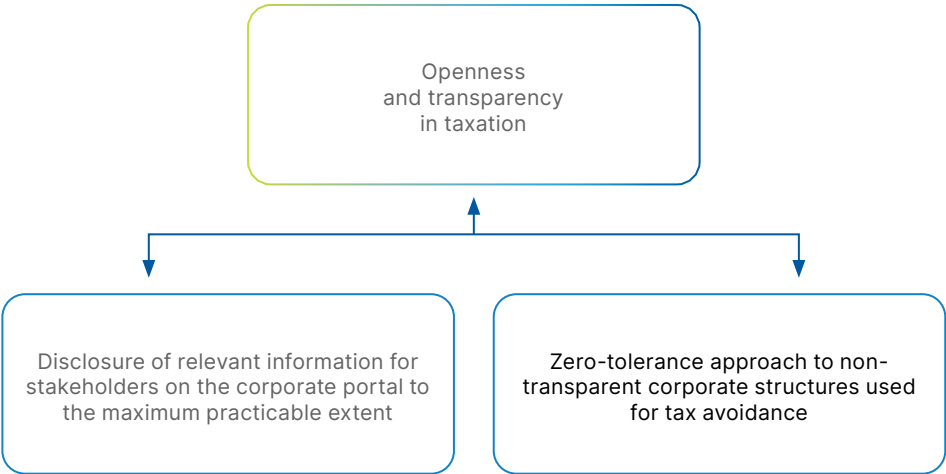 Openness
and transparency
in taxation
Disclosure of relevant information for
stakeholders on the corporate portal to
the maximum practicable extent
Zero-tolerance approach to non-
transparent corporate structures used
for tax avoidance